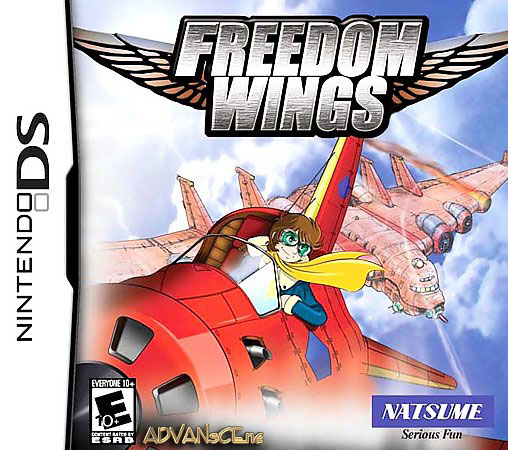 FREEDOM
WINGS
NINTENDO DS
EVERYONE 10+
E
10+
CONTENT RATED BY
ESRB
ADVANsCEne
NATSUME
Serious Fun